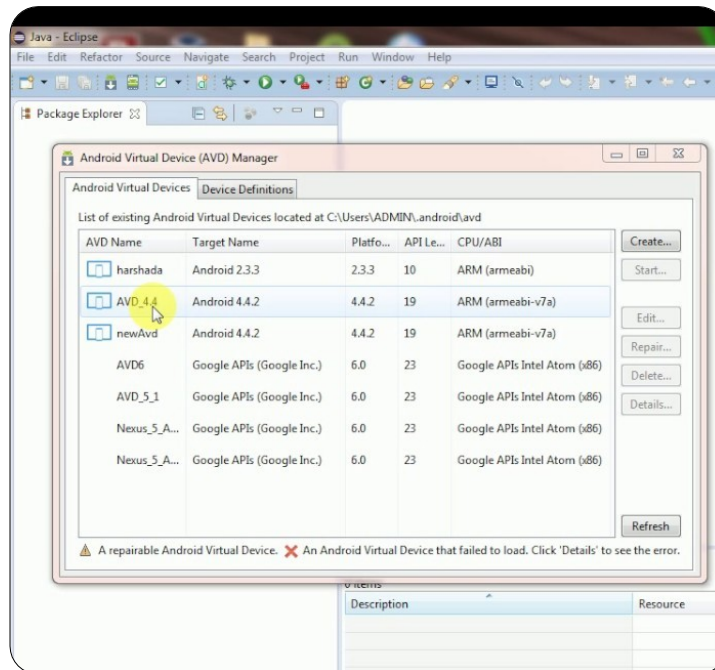 Java - Eclipse
File Edit Refactor Source Navigate Search Project Run Window Help
Package Explorer
Android Virtual Device (AVD) Manager
Android Virtual Devices Device Definitions
List of existing Android Virtual Devices located at C:\Users\ADMIN\.android\avd
AVD Name Target Name Platfo... API Le... CPU/ABI Create...
harshada Android 2.3.3 2.3.3 10 ARM (armeabi) Start...
AVD_4.4 Android 4.4.2 4.4.2 19 ARM (armeabi-v7a)
Edit...
newAvd Android 4.4.2 4.4.2 19 ARM (armeabi-v7a)
Repair...
AVD6 Google APIs (Google Inc.) 6.0 23 Google APIs Intel Atom (x86)
Delete...
AVD_5_1 Google APIs (Google Inc.) 6.0 23 Google APIs Intel Atom (x86)
Details...
Nexus_5_A... Google APIs (Google Inc.) 6.0 23 Google APIs Intel Atom (x86)
Nexus_5_A... Google APIs (Google Inc.) 6.0 23 Google APIs Intel Atom (x86)
Refresh
A repairable Android Virtual Device. An Android Virtual Device that failed to load. Click 'Details' to see the error.
0 items
Description Resource